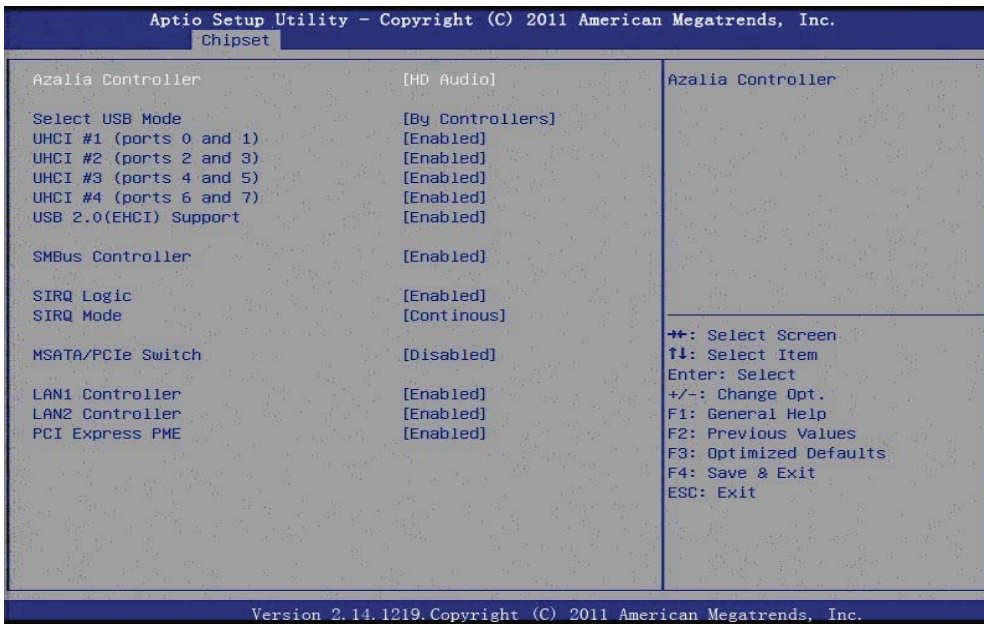 Aptio Setup Utility - Copyright (C) 2011 American Megatrends, Inc.
Chipset
Azalia Controller [HD Audio]
Select USB Mode [By Controllers]
UHCI #1 (ports 0 and 1) [Enabled]
UHCI #2 (ports 2 and 3) [Enabled]
UHCI #3 (ports 4 and 5) [Enabled]
UHCI #4 (ports 6 and 7) [Enabled]
USB 2.0(EHCI) Support [Enabled]
SMBus Controller [Enabled]
SIRQ Logic [Enabled]
SIRQ Mode [Continous]
MSATA/PCIe Switch [Disabled]
LAN1 Controller [Enabled]
LAN2 Controller [Enabled]
PCI Express PME [Enabled]
Azalia Controller
→←: Select Screen
↑↓: Select Item
Enter: Select
+/-: Change Opt.
F1: General Help
F2: Previous Values
F3: Optimized Defaults
F4: Save & Exit
ESC: Exit
Version 2.14.1219.Copyright (C) 2011 American Megatrends, Inc.